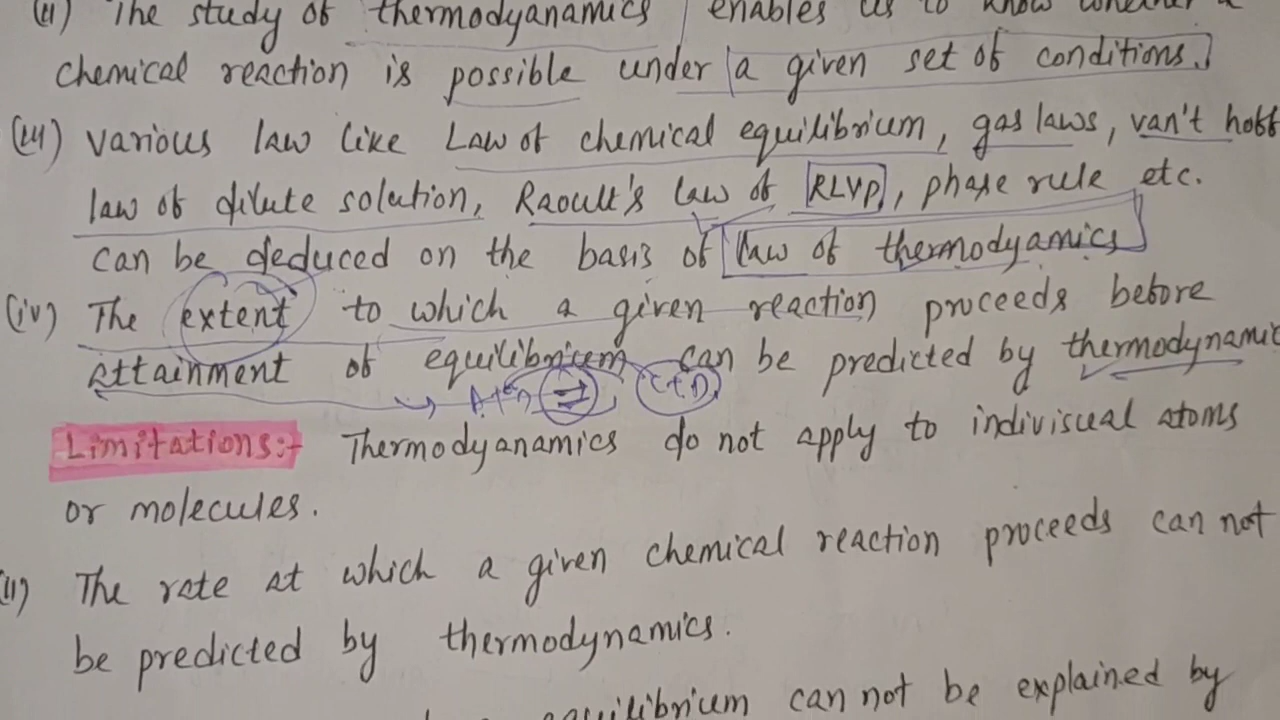 (ii) The study of thermodyanamics enables us to know whether a
chemical reaction is possible under a given set of conditions.
(iii) various law like Law of chemical equilibrium, gas laws, van't hoff
law of dilute solution, Raoult's law of RLVP, phase rule etc.
can be deduced on the basis of law of thermodyamics
(iv) The extent to which a given reaction proceeds before
attainment of equilibrium can be predicted by thermodynamic
A+B ⇌ C+D
Limitations:- Thermodyanamics do not apply to indiviscual atoms
or molecules.
(ii) The rate at which a given chemical reaction proceeds can not
be predicted by thermodynamics.
equilibrium can not be explained by